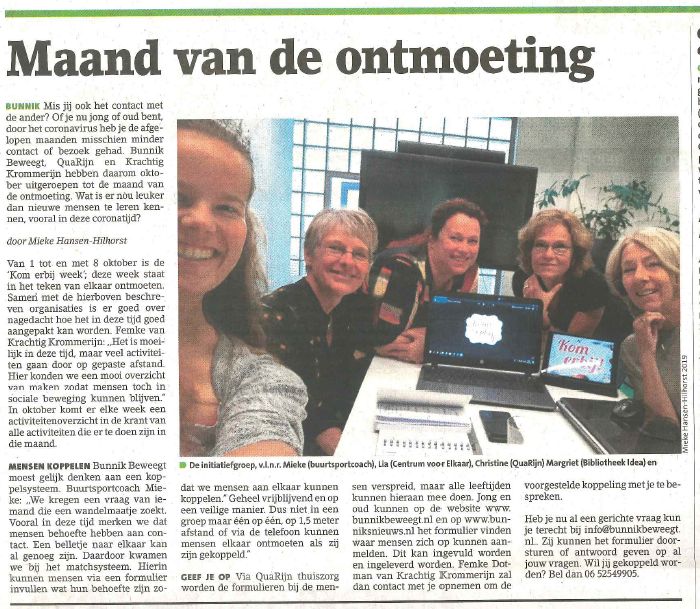 Maand van de ontmoeting
BUNNIK Mis jij ook het contact met
de ander? Of je nu jong of oud bent,
door het coronavirus heb je de afge-
lopen maanden misschien minder
contact of bezoek gehad. Bunnik
Beweegt, QuaRijn en Krachtig
Krommerijn hebben daarom okto-
ber uitgeroepen tot de maand van
de ontmoeting. Wat is er nou leuker
dan nieuwe mensen te leren ken-
nen, vooral in deze coronatijd?
door Mieke Hansen-Hilhorst
Van 1 tot en met 8 oktober is de
'Kom erbij week'; deze week staat
in het teken van elkaar ontmoeten.
Samen met de hierboven beschre-
ven organisaties is er goed over
nagedacht hoe het in deze tijd goed
aangepakt kan worden. Femke van
Krachtig Krommerijn: „Het is moei-
lijk in deze tijd, maar veel activitei-
ten gaan door op gepaste afstand.
Hier konden we een mooi overzicht
van maken zodat mensen toch in
sociale beweging kunnen blijven."
In oktober komt er elke week een
activiteitenoverzicht in de krant van
alle activiteiten die er te doen zijn in
die maand.
MENSEN KOPPELEN Bunnik Beweegt
moest gelijk denken aan een kop-
pelsysteem. Buurtsportcoach Mie-
ke: „We kregen een vraag van ie-
mand die een wandelmaatje zoekt.
Vooral in deze tijd merken we dat
mensen behoefte hebben aan con-
tact. Een belletje naar elkaar kan
al genoeg zijn. Daardoor kwamen
we bij het matchsysteem. Hierin
kunnen mensen via een formulier
invullen wat hun behoefte zijn zo-
Kom
erbij!
Kom
erbij!
Mieke Hansen-Hilhorst 2019
De initiatiefgroep, v.l.n.r. Mieke (buurtsportcoach), Lia (Centrum voor Elkaar), Christine (QuaRijn) Margriet (Bibliotheek Idea) en
dat we mensen aan elkaar kunnen
koppelen." Geheel vrijblijvend en op
een veilige manier. Dus niet in een
groep maar één op één, op 1,5 meter
afstand of via de telefoon kunnen
mensen elkaar ontmoeten als zij
zijn gekoppeld."
GEEF JE OP Via QuaRijn thuiszorg
worden de formulieren bij de men-
sen verspreid, maar alle leeftijden
kunnen hieraan mee doen. Jong en
oud kunnen op de website www.
bunnikbeweegt.nl en op www.bun-
niksnieuws.nl het formulier vinden
waar mensen zich op kunnen aan-
melden. Dit kan ingevuld worden
en ingeleverd worden. Femke Dot-
man van Krachtig Krommerijn zal
dan contact met je opnemen om de
voorgestelde koppeling met je te be-
spreken.
Heb je nu al een gerichte vraag kun
je terecht bij info@bunnikbeweegt.
nl. Zij kunnen het formulier door-
sturen of antwoord geven op al
jouw vragen. Wil jij gekoppeld wor-
den? Bel dan 06 52549905.